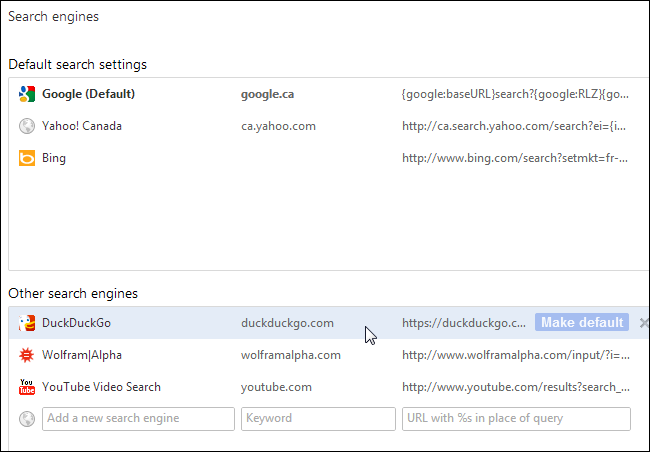 Search engines
Default search settings
Google (Default) google.ca {google:baseURL}search?{google:RLZ}{go...
Yahoo! Canada ca.yahoo.com http://ca.search.yahoo.com/search?ei={i...
Bing http://www.bing.com/search?setmkt=fr-...
Other search engines
DuckDuckGo duckduckgo.com https://duckduckgo.c... Make default
Wolfram|Alpha wolframalpha.com http://www.wolframalpha.com/input/?i=...
You Tube YouTube Video Search youtube.com http://www.youtube.com/results?search_...
Add a new search engine Keyword URL with %s in place of query